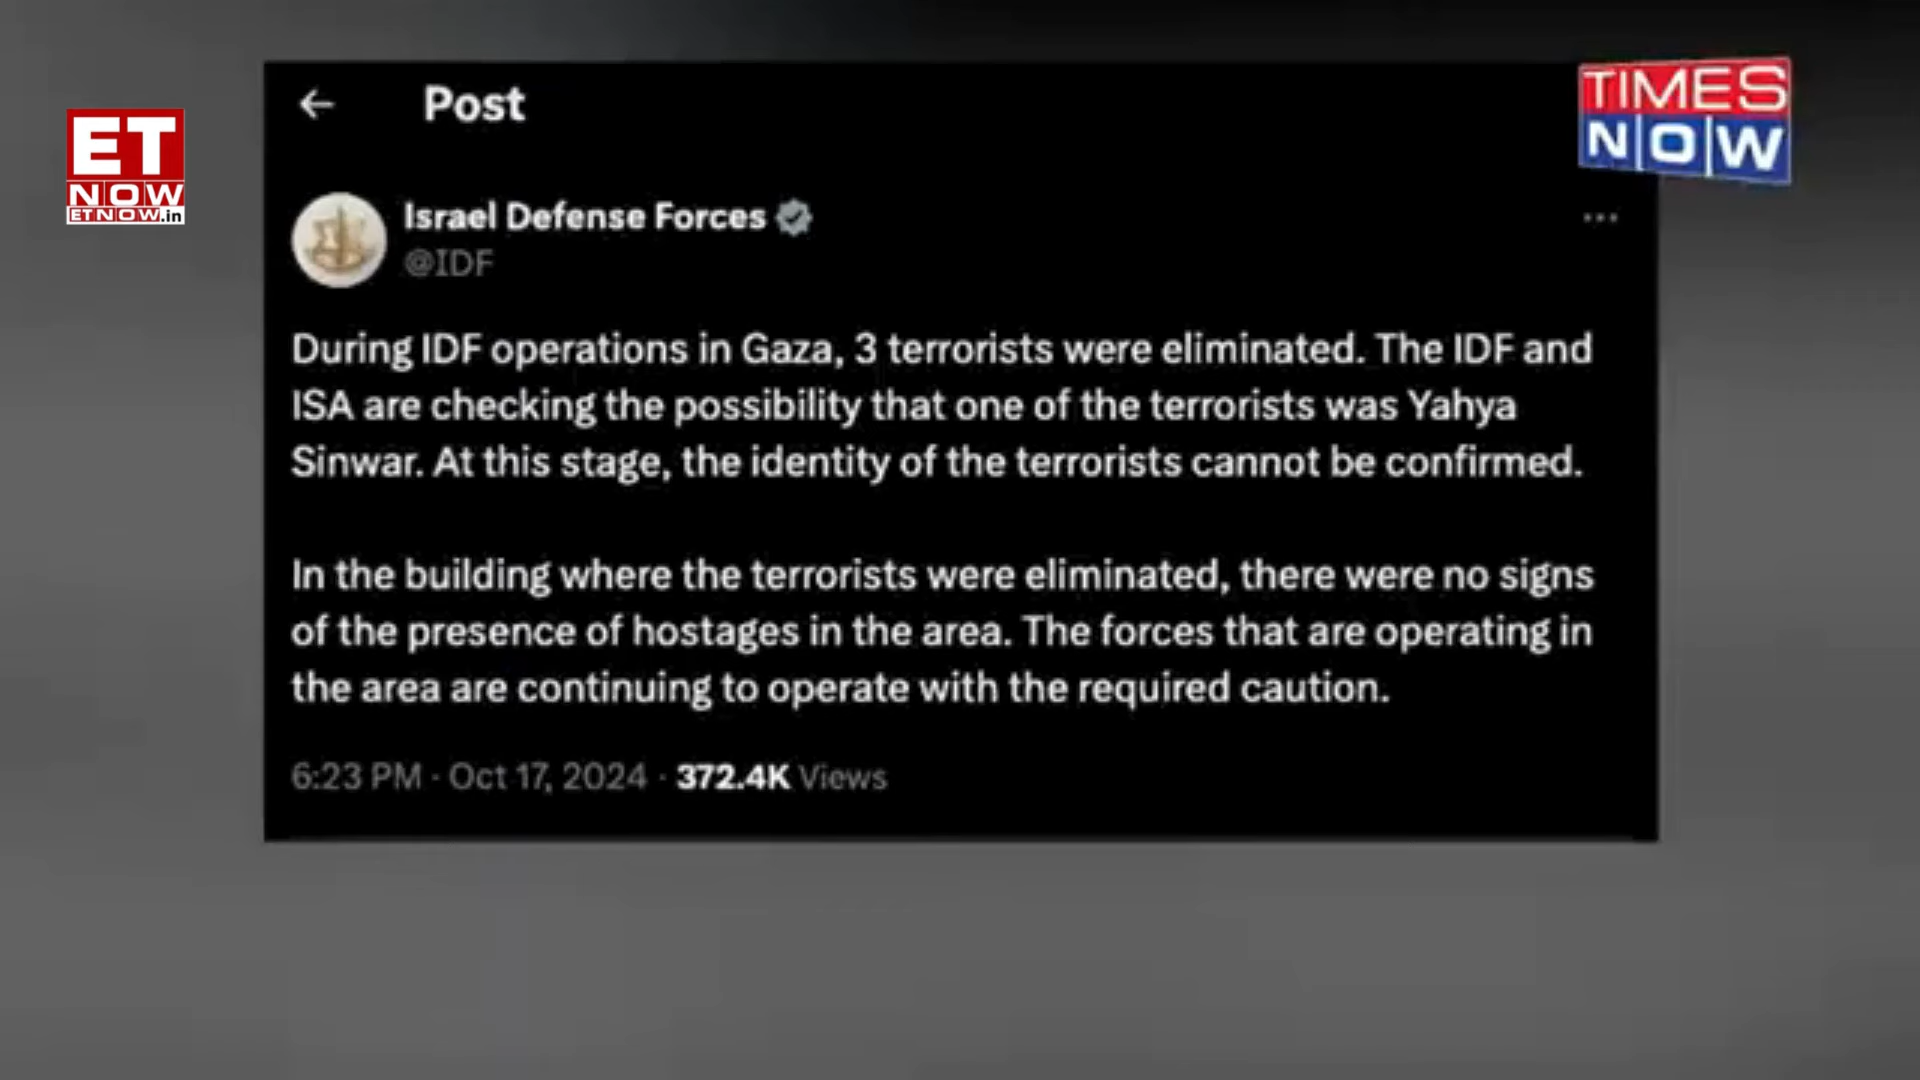 ET
NOW
ETNOW.in
TIMES
NOW
Post
Israel Defense Forces
@IDF
During IDF operations in Gaza, 3 terrorists were eliminated. The IDF and
ISA are checking the possibility that one of the terrorists was Yahya
Sinwar. At this stage, the identity of the terrorists cannot be confirmed.
In the building where the terrorists were eliminated, there were no signs
of the presence of hostages in the area. The forces that are operating in
the area are continuing to operate with the required caution.
6:23 PM · Oct 17, 2024 · 372.4K Views